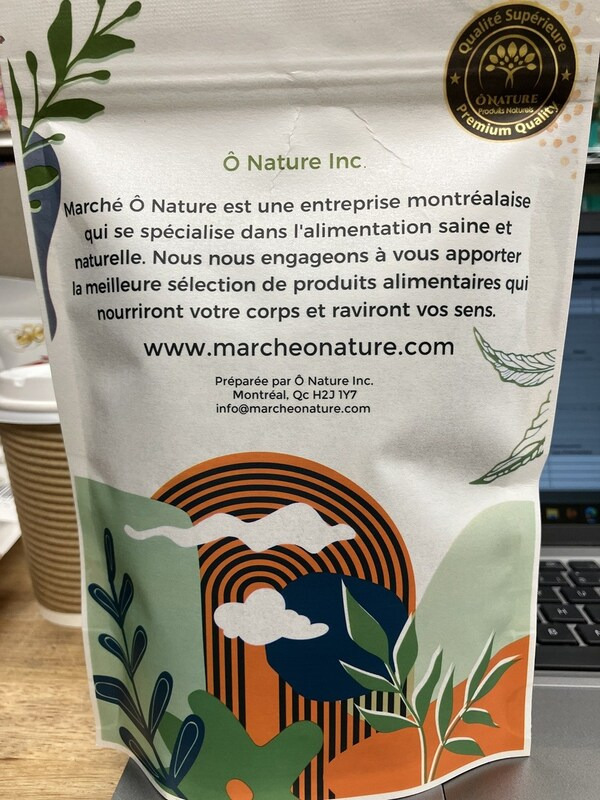 Qualité Supérieure
Ô NATURE
Produits Naturels
Premium Quality
Ô Nature Inc.
Marché Ô Nature est une entreprise montréalaise
qui se spécialise dans l'alimentation saine et
naturelle. Nous nous engageons à vous apporter
la meilleure sélection de produits alimentaires qui
nourriront votre corps et raviront vos sens.
www.marcheonature.com
Préparée par Ô Nature Inc.
Montréal, Qc H2J 1Y7
info@marcheonature.com